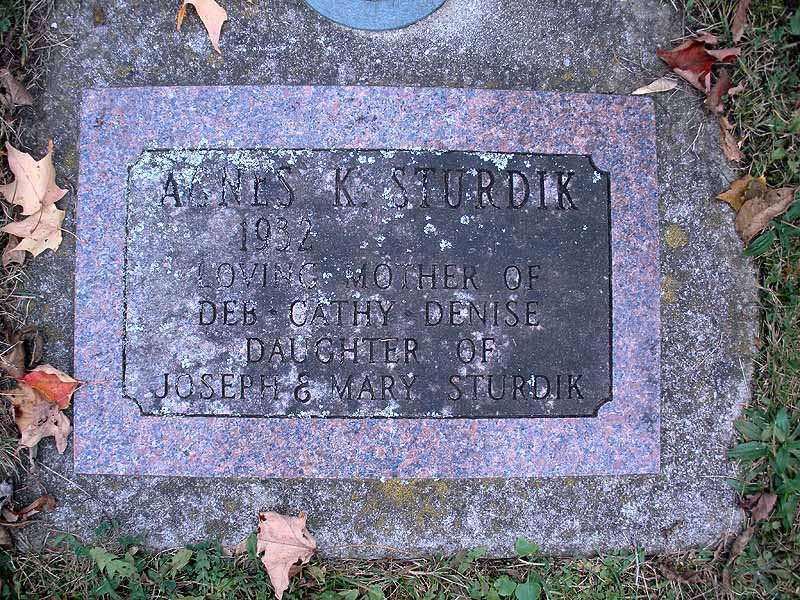 AGNES K. STURDIK
1932
LOVING MOTHER OF
DEB · CATHY · DENISE
DAUGHTER OF
JOSEPH & MARY STURDIK